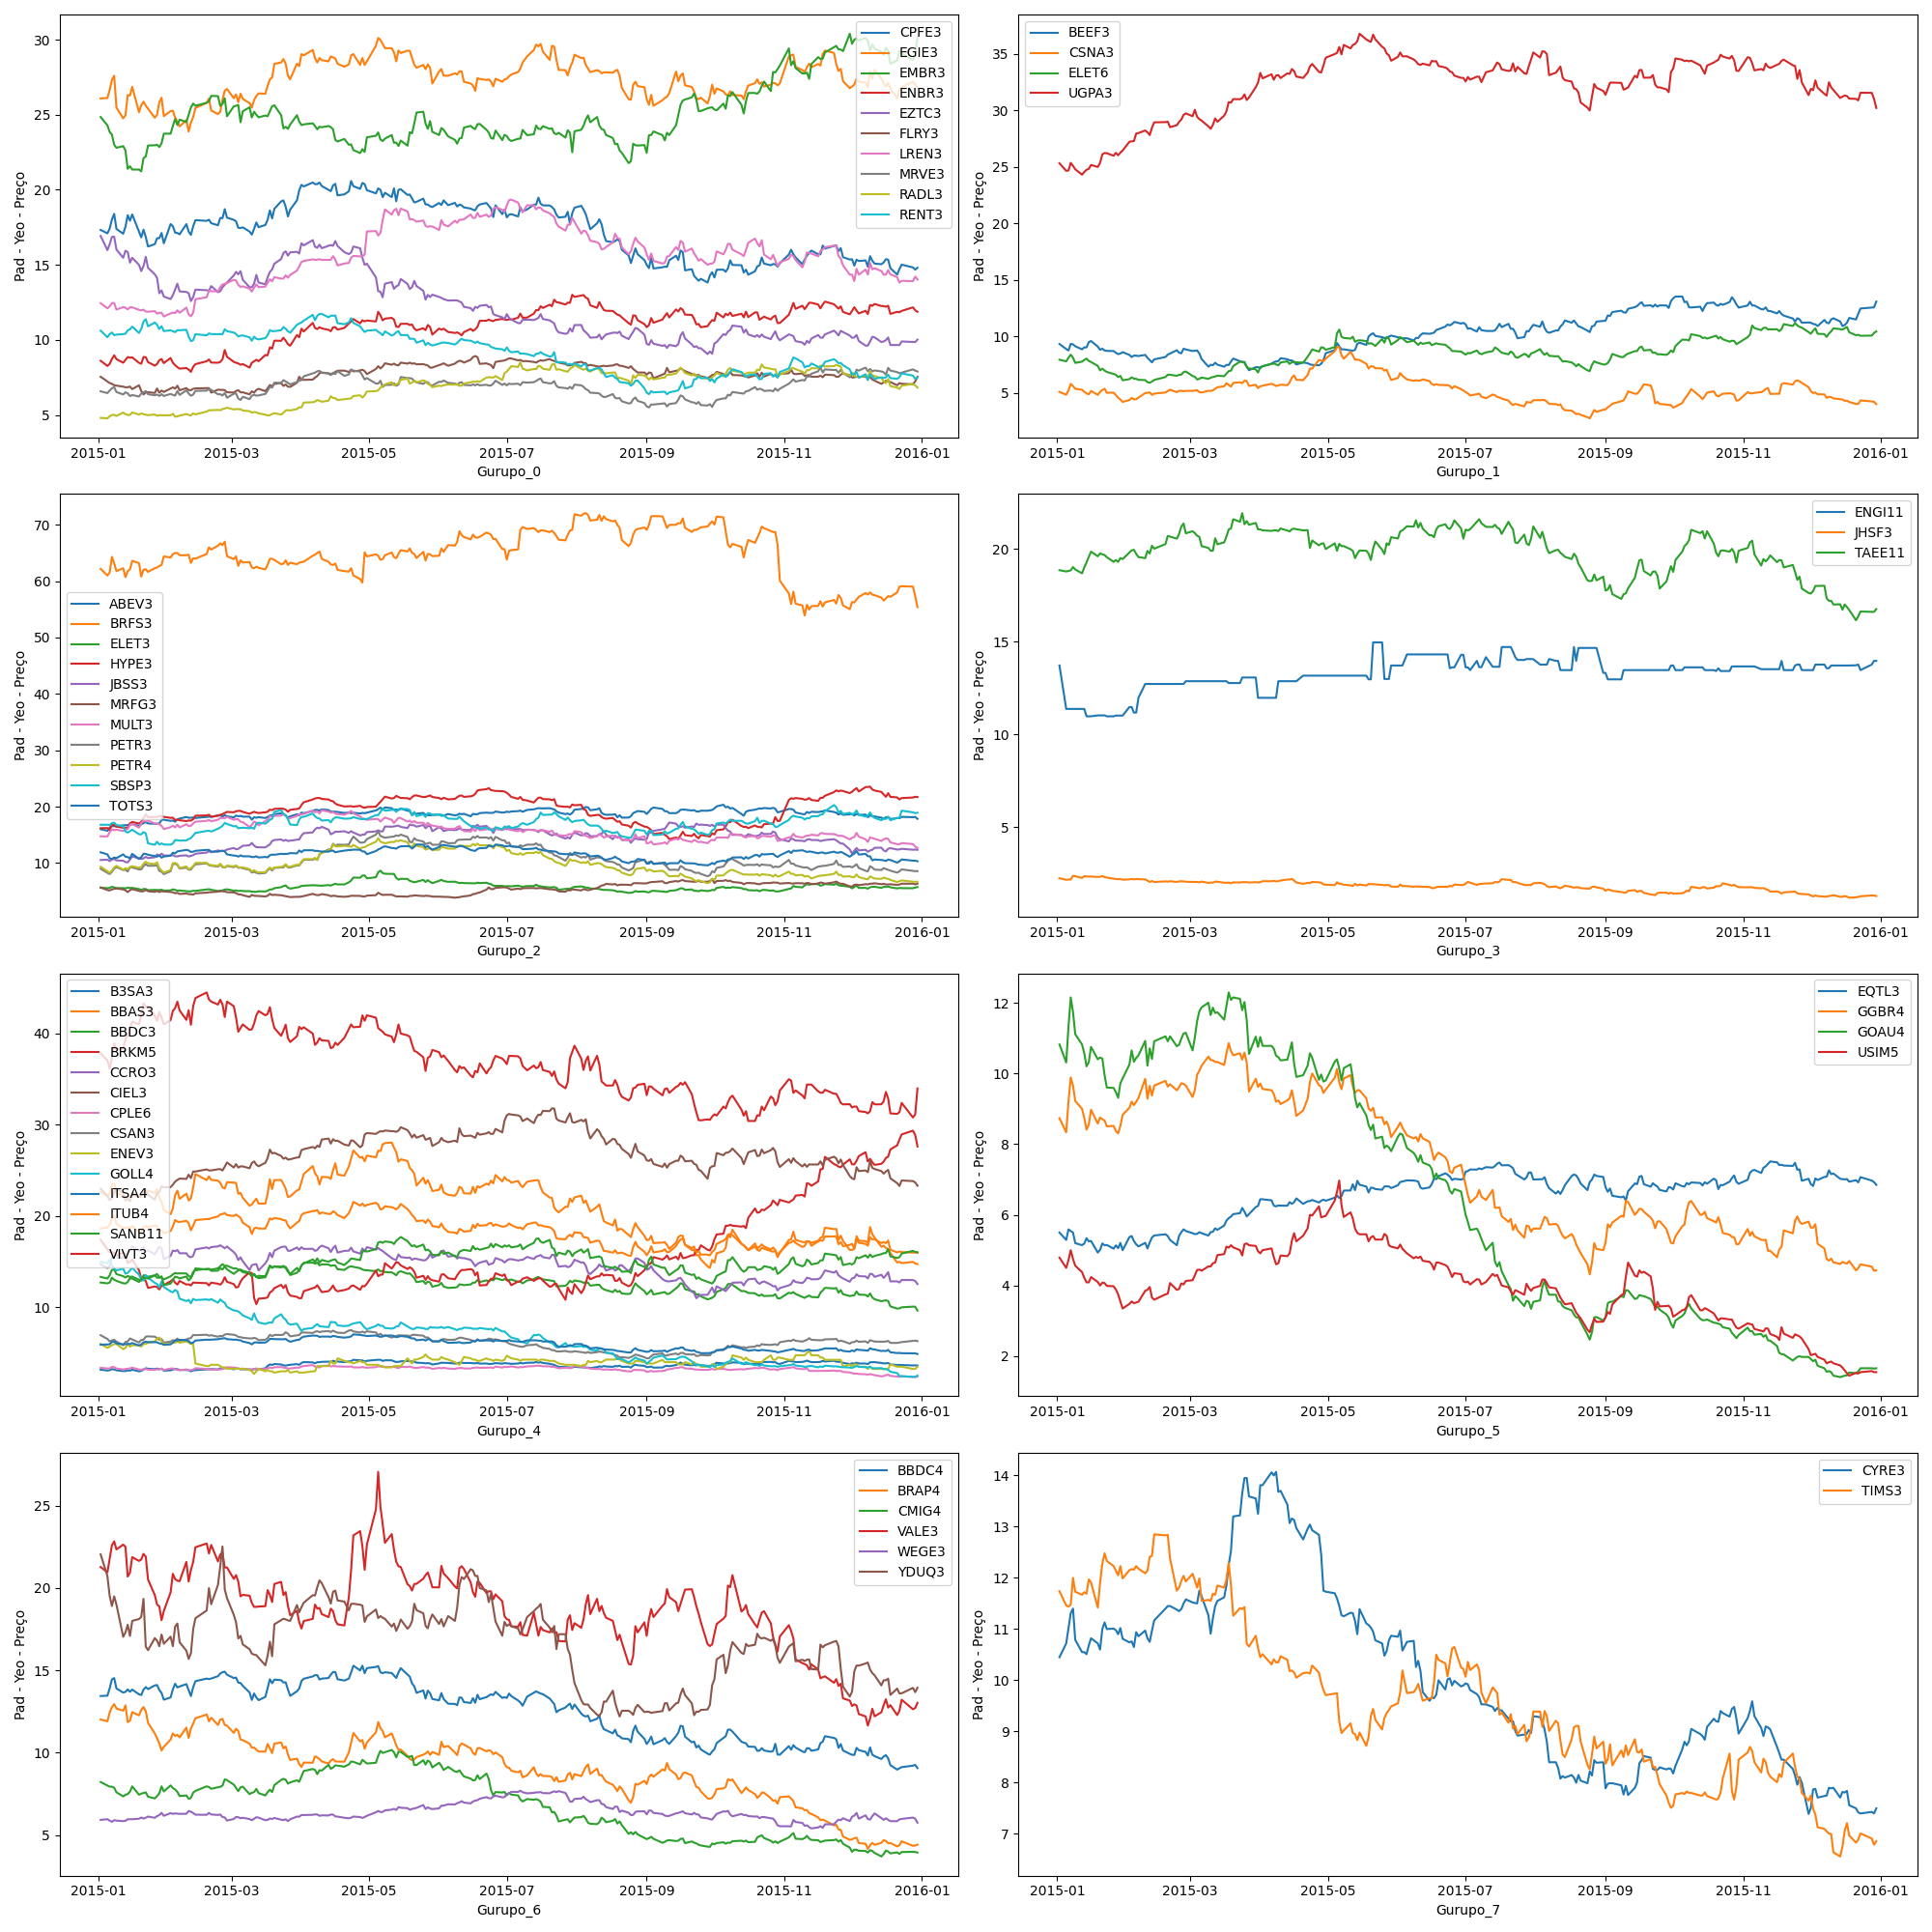 CPFE3
EGIE3
EMBR3
ENBR3
EZTC3
FLRY3
LREN3
MRVE3
RADL3
RENT3
30
25
20
15
10
5
Pad - Yeo - Preço
2015-01 2015-03 2015-05 2015-07 2015-09 2015-11 2016-01
Gurupo_0
BEEF3
CSNA3
ELET6
UGPA3
35
30
25
20
15
10
5
Pad - Yeo - Preço
2015-01 2015-03 2015-05 2015-07 2015-09 2015-11 2016-01
Gurupo_1
ABEV3
BRFS3
ELET3
HYPE3
JBSS3
MRFG3
MULT3
PETR3
PETR4
SBSP3
TOTS3
70
60
50
40
30
20
10
Pad - Yeo - Preço
2015-01 2015-03 2015-05 2015-07 2015-09 2015-11 2016-01
Gurupo_2
ENGI11
JHSF3
TAEE11
20
15
10
5
Pad - Yeo - Preço
2015-01 2015-03 2015-05 2015-07 2015-09 2015-11 2016-01
Gurupo_3
B3SA3
BBAS3
BBDC3
BRKM5
CCRO3
CIEL3
CPLE6
CSAN3
ENEV3
GOLL4
ITSA4
ITUB4
SANB11
VIVT3
40
30
20
10
Pad - Yeo - Preço
2015-01 2015-03 2015-05 2015-07 2015-09 2015-11 2016-01
Gurupo_4
EQTL3
GGBR4
GOAU4
USIM5
12
10
8
6
4
2
Pad - Yeo - Preço
2015-01 2015-03 2015-05 2015-07 2015-09 2015-11 2016-01
Gurupo_5
BBDC4
BRAP4
CMIG4
VALE3
WEGE3
YDUQ3
25
20
15
10
5
Pad - Yeo - Preço
2015-01 2015-03 2015-05 2015-07 2015-09 2015-11 2016-01
Gurupo_6
CYRE3
TIMS3
14
13
12
11
10
9
8
7
Pad - Yeo - Preço
2015-01 2015-03 2015-05 2015-07 2015-09 2015-11 2016-01
Gurupo_7